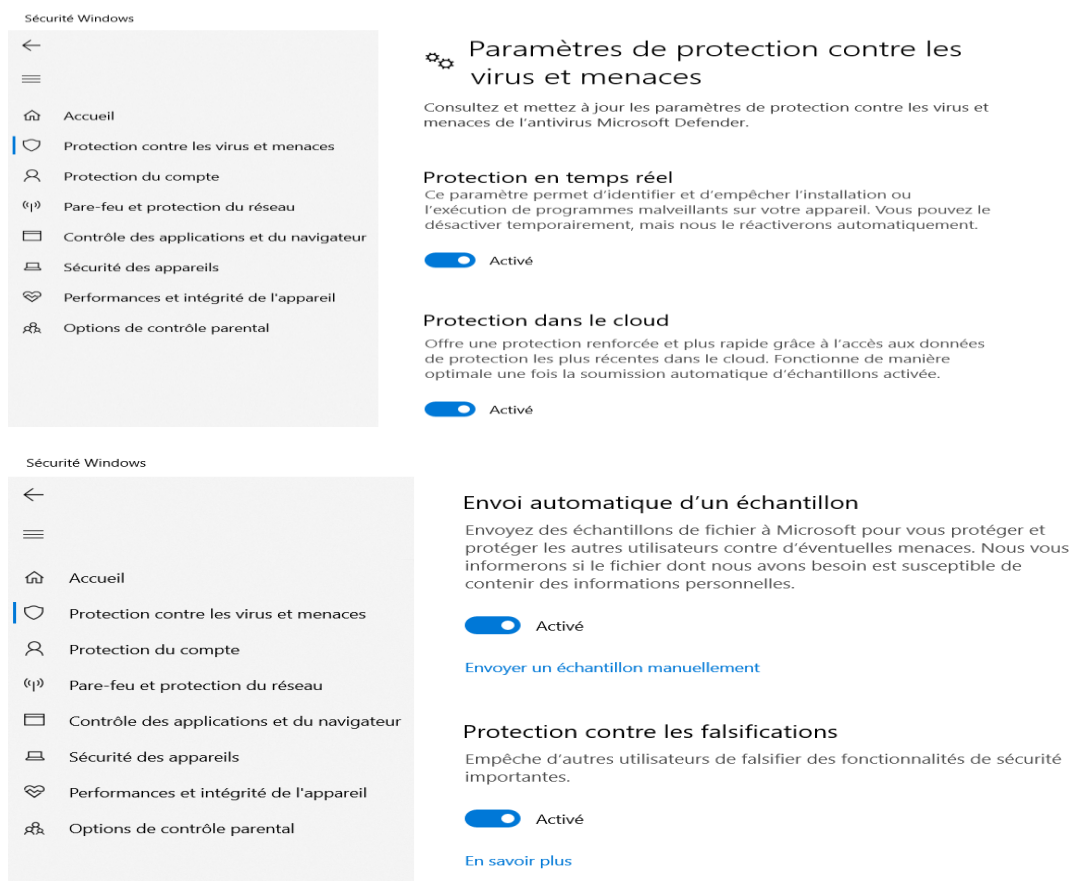 Sécurité Windows
Accueil
Protection contre les virus et menaces
Protection du compte
Pare-feu et protection du réseau
Contrôle des applications et du navigateur
Sécurité des appareils
Performances et intégrité de l'appareil
Options de contrôle parental
Paramètres de protection contre les
virus et menaces
Consultez et mettez à jour les paramètres de protection contre les virus et
menaces de l’antivirus Microsoft Defender.
Protection en temps réel
Ce paramètre permet d’identifier et d’empêcher l’installation ou
l’exécution de programmes malveillants sur votre appareil. Vous pouvez le
désactiver temporairement, mais nous le réactiverons automatiquement.
Activé
Protection dans le cloud
Offre une protection renforcée et plus rapide grâce à l’accès aux données
de protection les plus récentes dans le cloud. Fonctionne de manière
optimale une fois la soumission automatique d’échantillons activée.
Activé
Sécurité Windows
Accueil
Protection contre les virus et menaces
Protection du compte
Pare-feu et protection du réseau
Contrôle des applications et du navigateur
Sécurité des appareils
Performances et intégrité de l'appareil
Options de contrôle parental
Envoi automatique d’un échantillon
Envoyez des échantillons de fichier à Microsoft pour vous protéger et
protéger les autres utilisateurs contre d’éventuelles menaces. Nous vous
informerons si le fichier dont nous avons besoin est susceptible de
contenir des informations personnelles.
Activé
Envoyer un échantillon manuellement
Protection contre les falsifications
Empêche d’autres utilisateurs de falsifier des fonctionnalités de sécurité
importantes.
Activé
En savoir plus